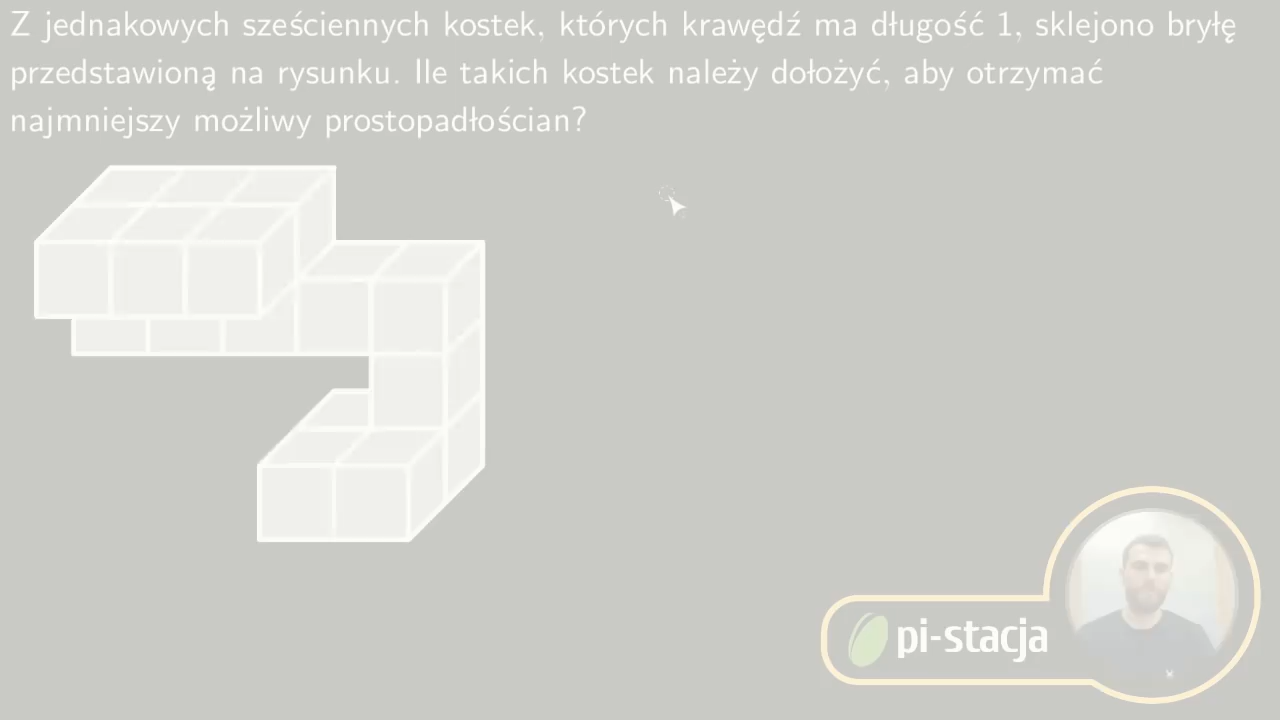 Z jednakowych sześciennych kostek, których krawędź ma długość 1, sklejono bryłę
przedstawioną na rysunku. Ile takich kostek należy dołożyć, aby otrzymać
najmniejszy możliwy prostopadłościan?
pi-stacja